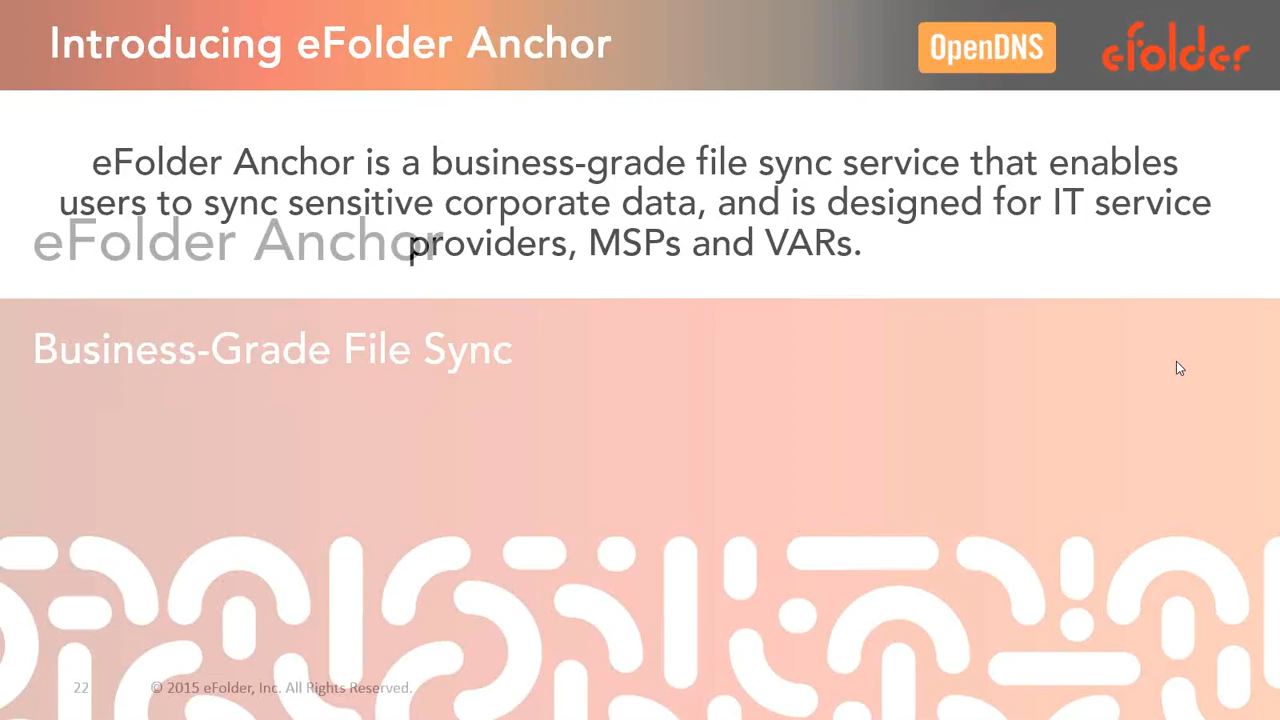 Introducing eFolder Anchor
OpenDNS
efolder
eFolder Anchor is a business-grade file sync service that enables
users to sync sensitive corporate data, and is designed for IT service
providers, MSPs and VARs.
eFolder Anchor
Business-Grade File Sync
22
© 2015 eFolder, Inc. All Rights Reserved.